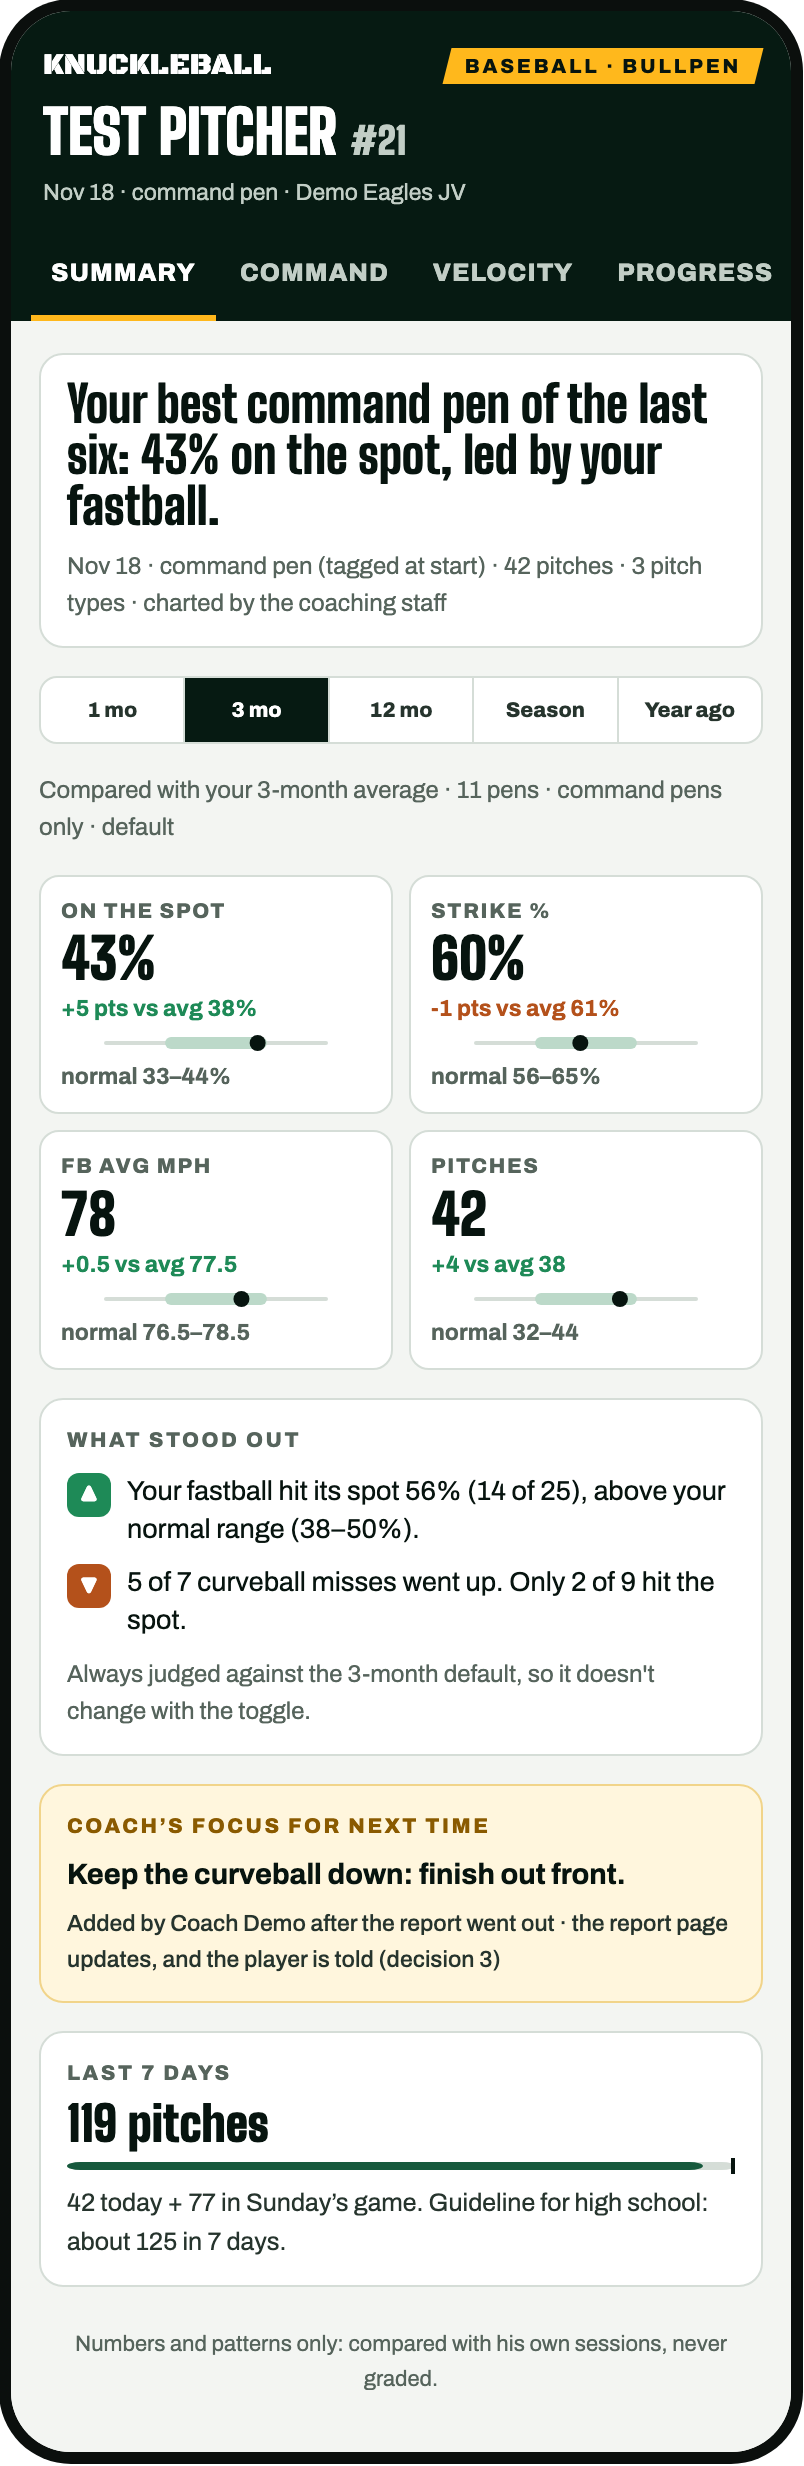 KNUCKLEBALL
BASEBALL · BULLPEN
TEST PITCHER #21
Nov 18 · command pen · Demo Eagles JV
SUMMARY COMMAND VELOCITY PROGRESS
Your best command pen of the last
six: 43% on the spot, led by your
fastball.
Nov 18 · command pen (tagged at start) · 42 pitches · 3 pitch
types · charted by the coaching staff
1 mo 3 mo 12 mo Season Year ago
Compared with your 3-month average · 11 pens · command pens
only · default
ON THE SPOT
43%
+5 pts vs avg 38%
normal 33–44%
STRIKE %
60%
-1 pts vs avg 61%
normal 56–65%
FB AVG MPH
78
+0.5 vs avg 77.5
normal 76.5–78.5
PITCHES
42
+4 vs avg 38
normal 32–44
WHAT STOOD OUT
Your fastball hit its spot 56% (14 of 25), above your
normal range (38–50%).
5 of 7 curveball misses went up. Only 2 of 9 hit the
spot.
Always judged against the 3-month default, so it doesn't
change with the toggle.
COACH’S FOCUS FOR NEXT TIME
Keep the curveball down: finish out front.
Added by Coach Demo after the report went out · the report page
updates, and the player is told (decision 3)
LAST 7 DAYS
119 pitches
42 today + 77 in Sunday’s game. Guideline for high school:
about 125 in 7 days.
Numbers and patterns only: compared with his own sessions, never
graded.